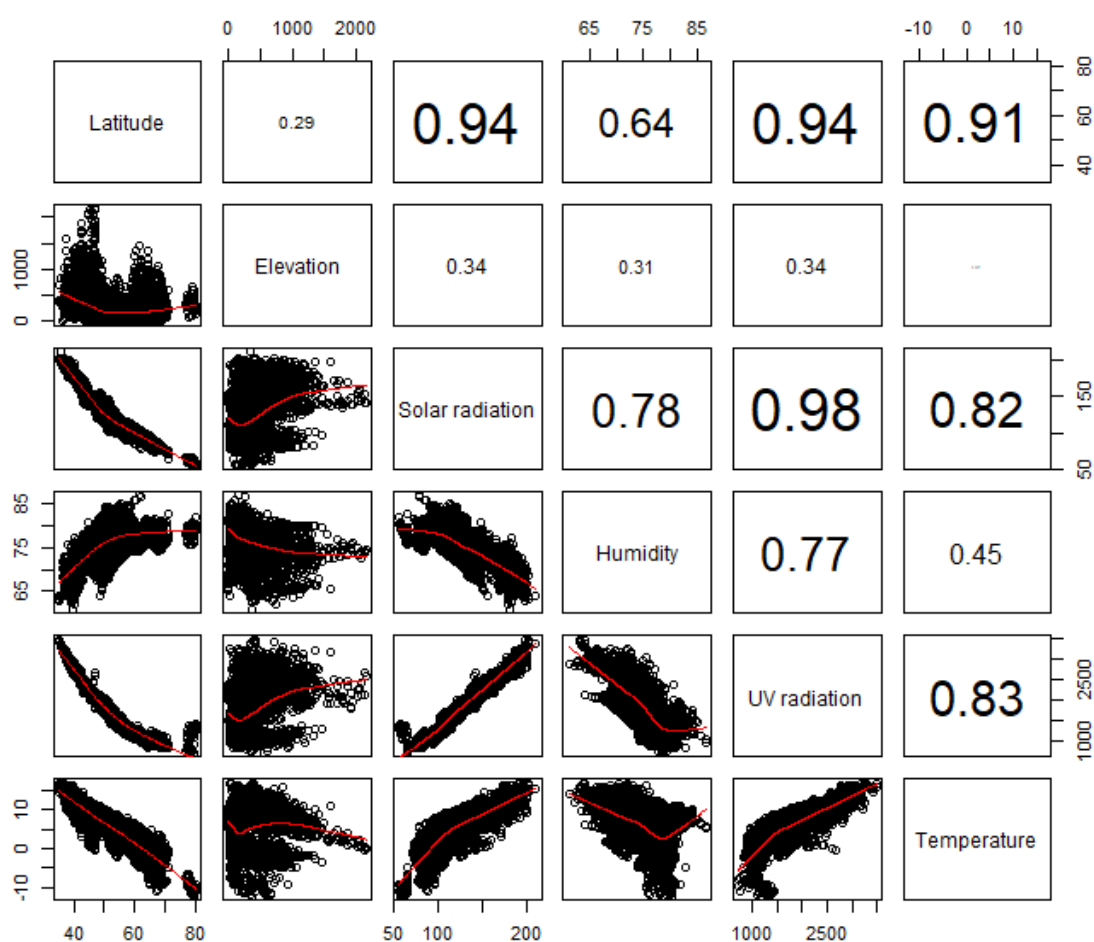 0 1000 2000 65 75 85 -10 0 10
Latitude 0.29 0.94 0.64 0.94 0.91
40 60 80
0 1000
Elevation 0.34 0.31 0.34
Solar radiation 0.78 0.98 0.82
50 150
65 75 85
Humidity 0.77 0.45
UV radiation 0.83
1000 2500
-10 0 10
Temperature
40 60 80 50 100 200 1000 2500